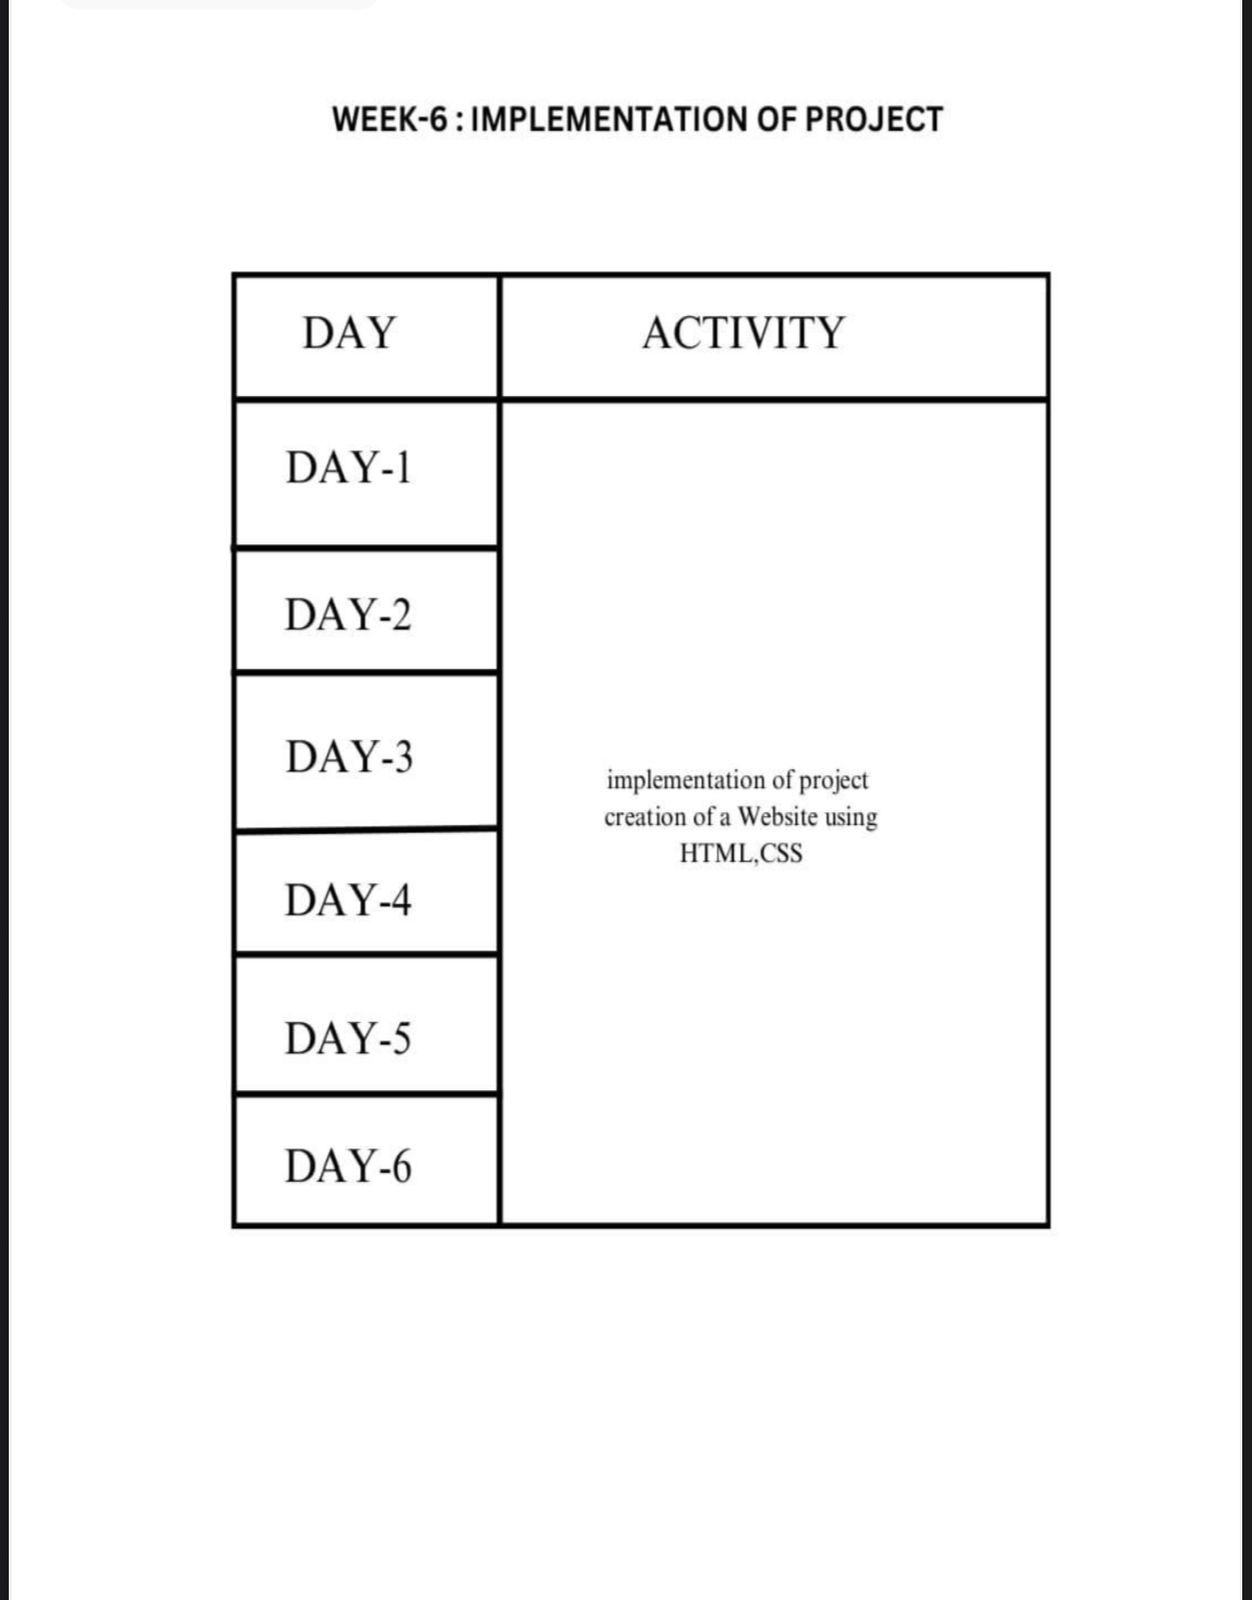 WEEK-6 : IMPLEMENTATION OF PROJECT
DAY
ACTIVITY
DAY-1
DAY-2
DAY-3
implementation of project
creation of a Website using
HTML,CSS
DAY-4
DAY-5
DAY-6